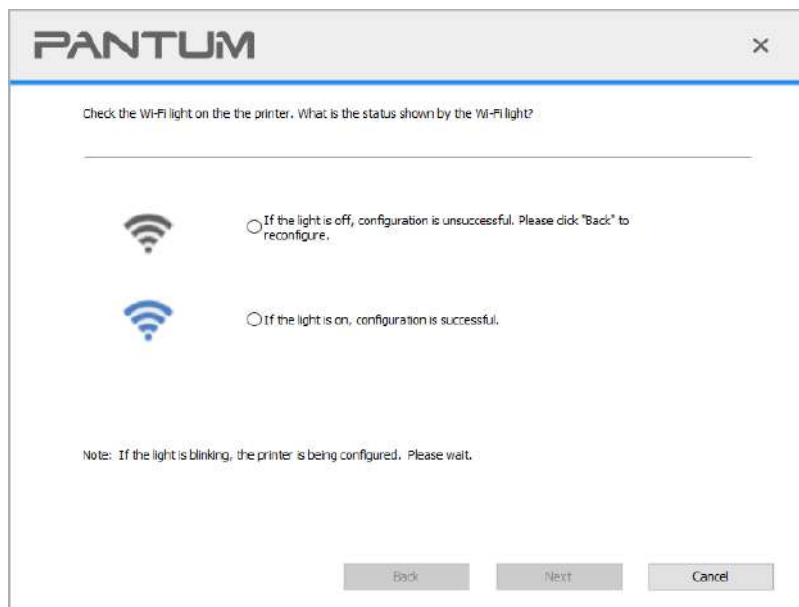 PANTUM
Check the Wi-Fi light on the the printer. What is the status shown by the Wi-Fi light?
If the light is off, configuration is unsuccessful. Please click "Back" to
reconfigure.
If the light is on, configuration is successful.
Note: If the light is blinking, the printer is being configured. Please wait.
Back Next Cancel